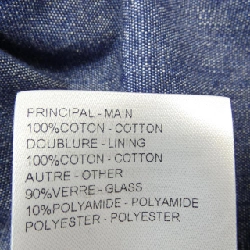 PRINCIPAL - MAIN
100%COTON - COTTON
DOUBLURE - LINING
100%COTON - COTTON
AUTRE - OTHER
90%VERRE - GLASS
10%POLYAMIDE - POLYAMIDE
POLYESTER - POLYESTER